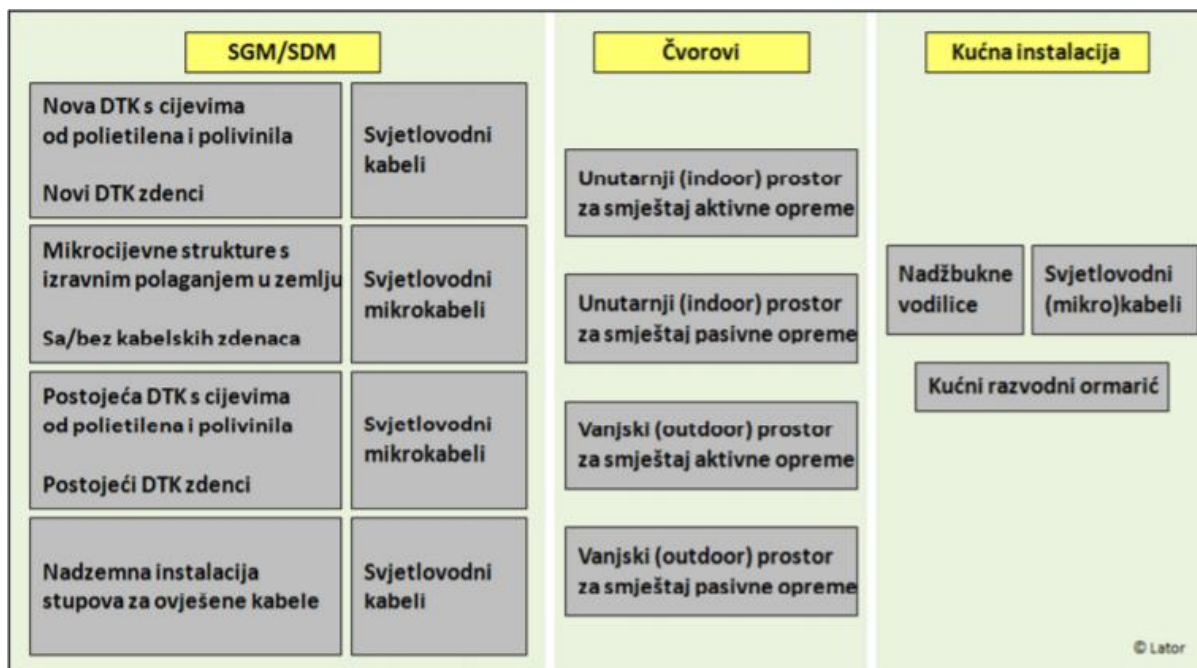 SGM/SDM
Nova DTK s cijevima
od polietilena i polivinila
Novi DTK zdenci
Svjetlovodni
kabeli
Mikrocijevne strukture s
izravnim polaganjem u zemlju
Sa/bez kabelskih zdenaca
Svjetlovodni
mikrokabeli
Postojeća DTK s cijevima
od polietilena i polivinila
Postojeći DTK zdenci
Svjetlovodni
mikrokabeli
Nadzemna instalacija
stupova za ovješene kabele
Svjetlovodni
kabeli
Čvorovi
Unutarnji (indoor) prostor
za smještaj aktivne opreme
Unutarnji (indoor) prostor
za smještaj pasivne opreme
Vanjski (outdoor) prostor
za smještaj aktivne opreme
Vanjski (outdoor) prostor
za smještaj pasivne opreme
Kućna instalacija
Nadžbukne
vodilice
Svjetlovodni
(mikro)kabeli
Kućni razvodni ormarić
© Lator